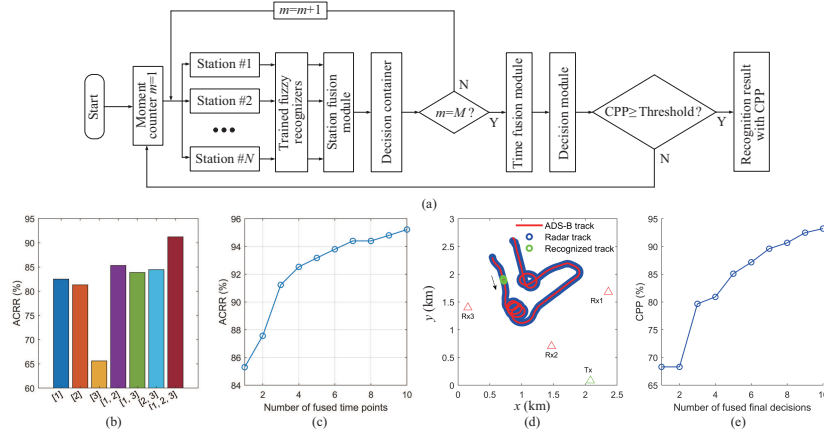 m=m+1
Start
Moment
counter m=1
Station #1
Station #2
•••
Station #N
Trained fuzzy
recognizers
Station fusion
module
Decision container
m=M ?
N
Y
Time fusion module
Decision module
CPP≥ Threshold?
Y
N
Recognition result
with CPP
(a)
95
90
85
80
75
70
65
60
ACRR (%)
[1]
[2]
[3]
[1, 2]
[1, 3]
[2, 3]
[1, 2, 3]
(b)
96
94
92
90
88
86
84
ACRR (%)
2 4 6 8 10
Number of fused time points
(c)
3
2.5
2
1.5
1
0.5
0
y (km)
ADS-B track
Radar track
Recognized track
Rx1
Rx3
Rx2
Tx
0 0.5 1 1.5 2 2.5
x (km)
(d)
95
90
85
80
75
70
65
CPP (%)
2 4 6 8 10
Number of fused final decisions
(e)